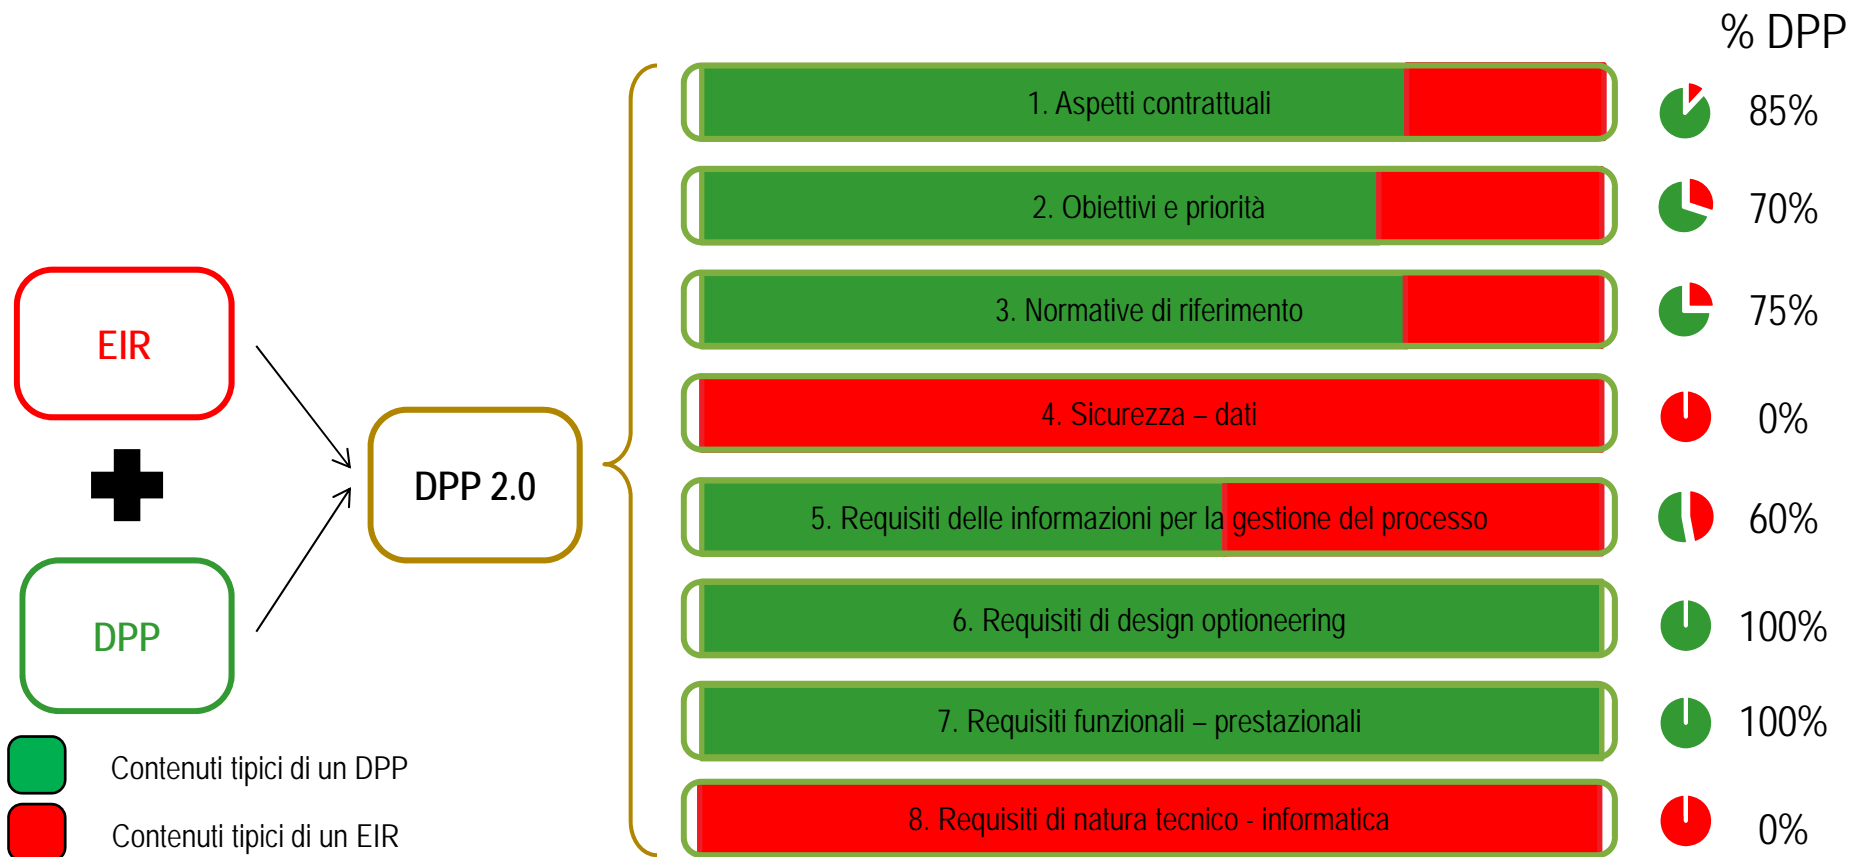 % DPP
1. Aspetti contrattuali
85%
2. Obiettivi e priorità
70%
3. Normative di riferimento
75%
EIR
4. Sicurezza – dati
0%
DPP 2.0
5. Requisiti delle informazioni per la gestione del processo
60%
DPP
6. Requisiti di design optioneering
100%
7. Requisiti funzionali – prestazionali
100%
Contenuti tipici di un DPP
8. Requisiti di natura tecnico - informatica
0%
Contenuti tipici di un EIR